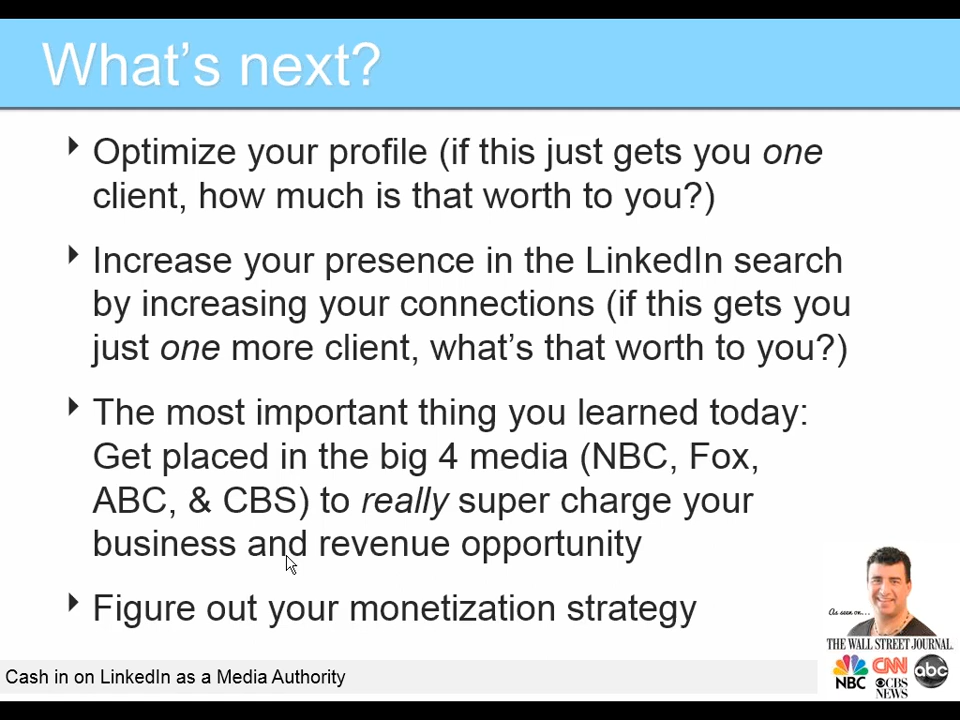 What’s next?
Optimize your profile (if this just gets you one
client, how much is that worth to you?)
Increase your presence in the LinkedIn search
by increasing your connections (if this gets you
just one more client, what’s that worth to you?)
The most important thing you learned today:
Get placed in the big 4 media (NBC, Fox,
ABC, & CBS) to really super charge your
business and revenue opportunity
Figure out your monetization strategy
As seen on...
THE WALL STREET JOURNAL.
NBC CNN CBS NEWS abc
Cash in on LinkedIn as a Media Authority